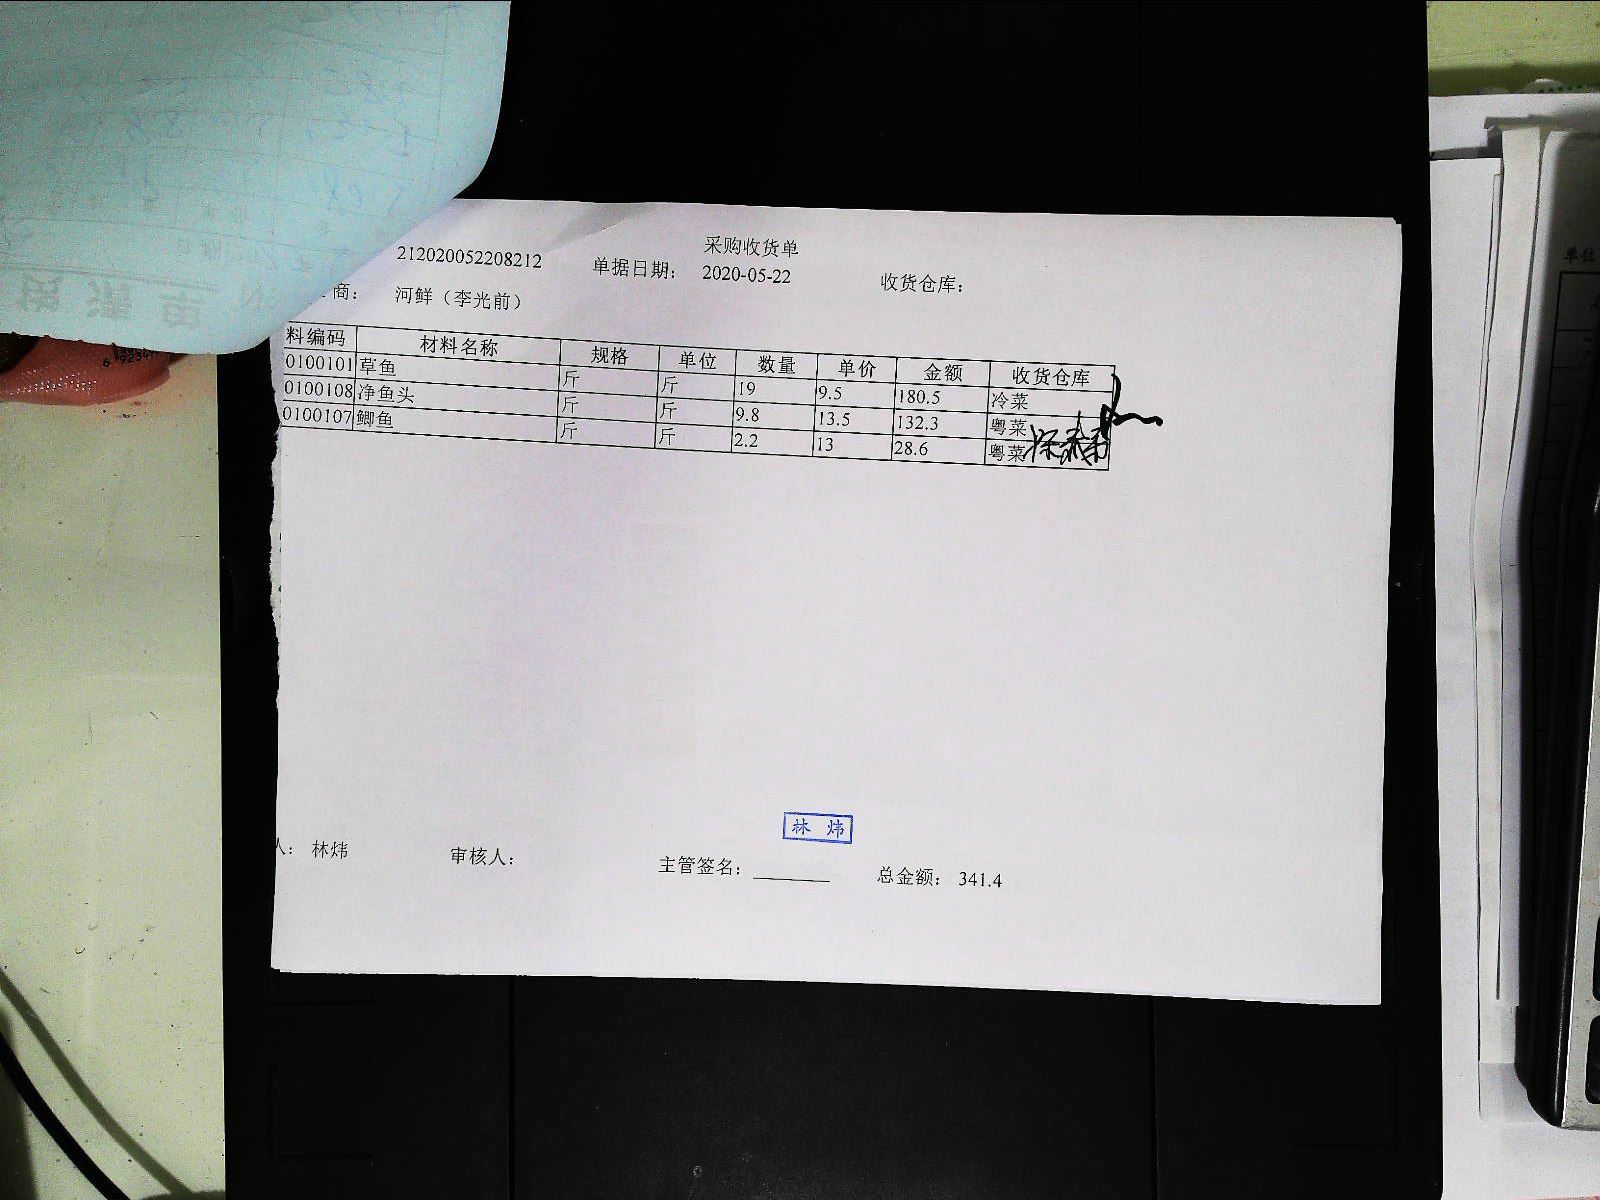 采购收货单
212020052208212 单据日期： 2020-05-22 收货仓库：
商： 河鲜（李光前）
料编码 材料名称 规格 单位 数量 单价 金额 收货仓库
0100101 草鱼 斤 斤 19 9.5 180.5 冷菜
0100108 净鱼头 斤 斤 9.8 13.5 132.3 粤菜
0100107 鲫鱼 斤 斤 2.2 13 28.6 粤菜
林 炜
人： 林炜 审核人： 主管签名： 总金额： 341.4